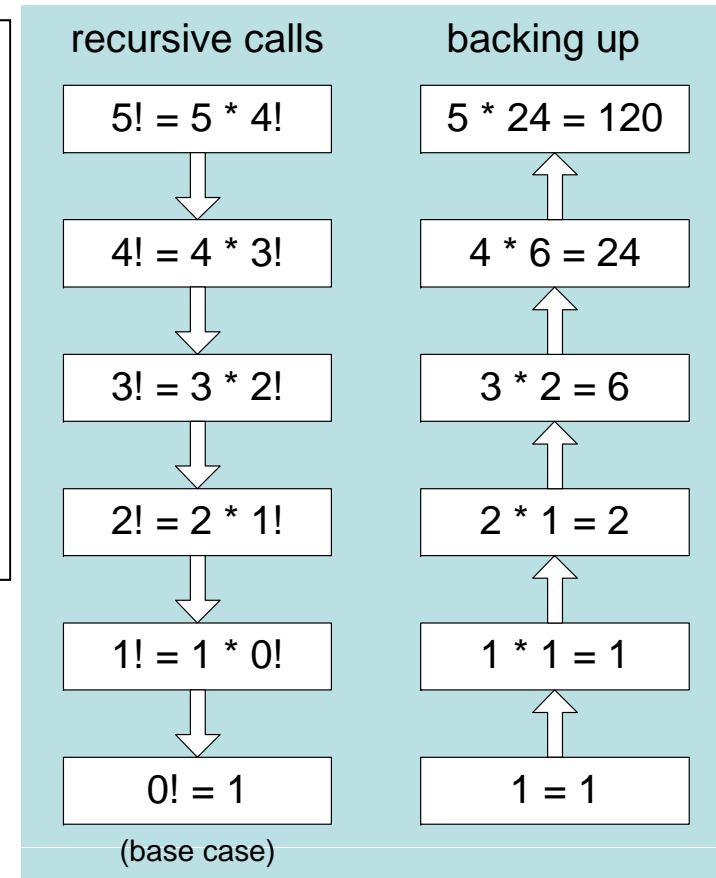 recursive calls
5! = 5 * 4!
4! = 4 * 3!
3! = 3 * 2!
2! = 2 * 1!
1! = 1 * 0!
0! = 1
(base case)
backing up
5 * 24 = 120
4 * 6 = 24
3 * 2 = 6
2 * 1 = 2
1 * 1 = 1
1 = 1